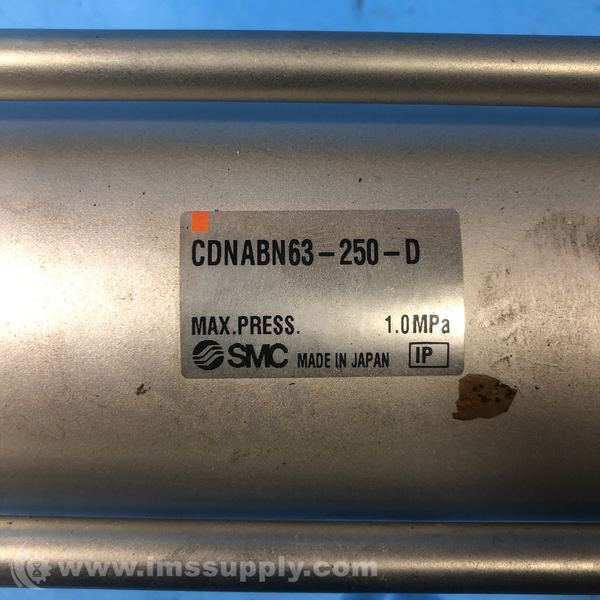 CDNABN63-250-D
MAX.PRESS. 1.0MPa
SMC MADE IN JAPAN IP
www.imssupply.com